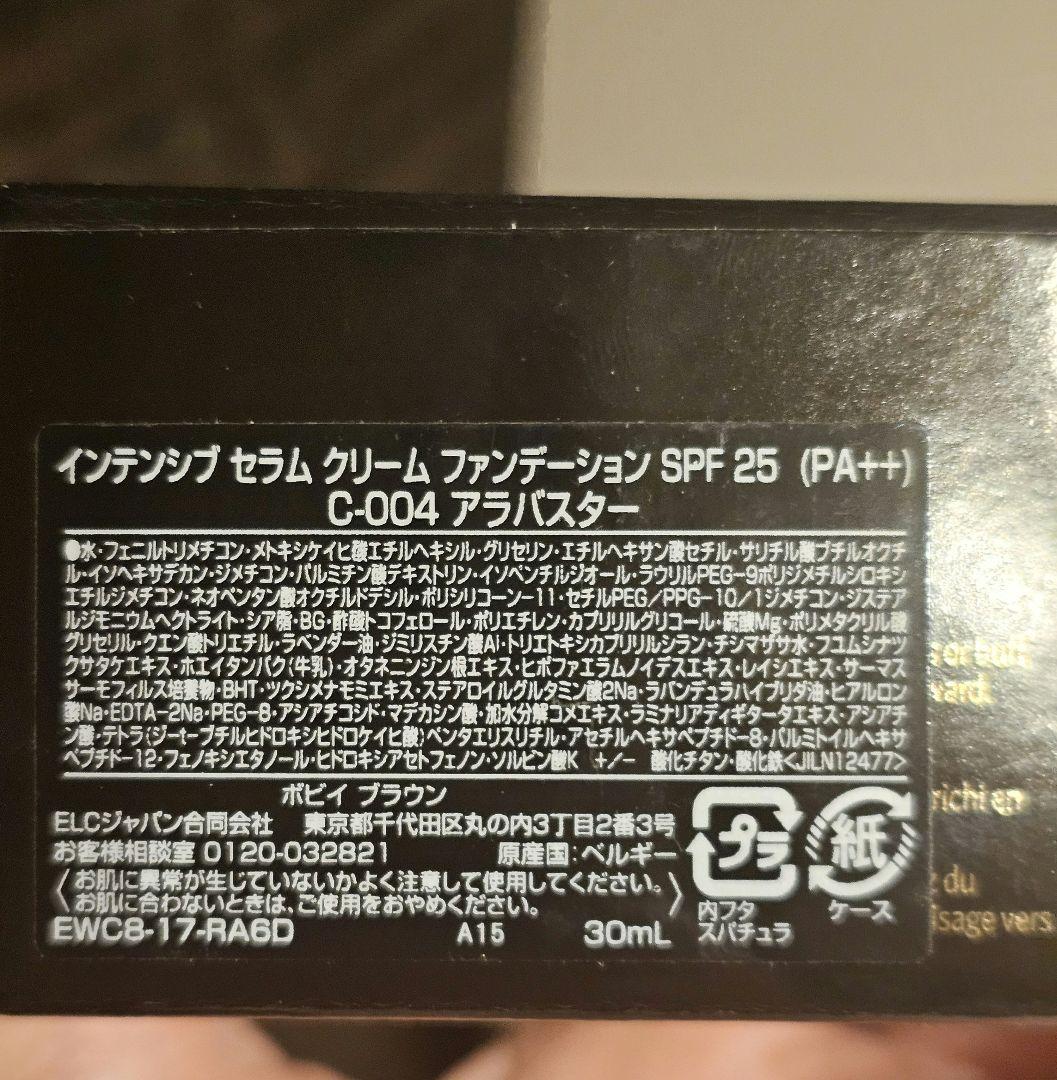 インテンシブ セラム クリーム ファンデーション SPF 25 (PA++)
C-004 アラバスター
●水・フェニルトリメチコン・メトキシケイヒ酸エチルヘキシル・グリセリン・エチルヘキサン酸セチル・サリチル酸ブチルオクチ
ル・イソヘキサデカン・ジメチコン・パルミチン酸デキストリン・イソペンチルジオール・ラウリルPEG-9ポリジメチルシロキシ
エチルジメチコン・ネオペンタン酸オクチルドデシル・ポリシリコーン-11・セチルPEG/PPG-10/1ジメチコン・ジステア
ルジモニウムヘクトライト・シア脂・BG・酢酸トコフェロール・ポリエチレン・カプリリルグリコール・硫酸Mg・ポリメタクリル酸
グリセリル・クエン酸トリエチル・ラベンダー油・ジミリスチン酸Al・トリエトキシカプリリルシラン・チシマザサ水・フユムシナツ
クサタケエキス・ホエイタンパク(牛乳)・オタネニンジン根エキス・ヒポファエラムノイデスエキス・レイシエキス・サーマス
サーモフィルス培養物・BHT・ツクシメナモミエキス・ステアロイルグルタミン酸2Na・ラバンデュラハイブリダ油・ヒアルロン
酸Na・EDTA-2Na・PEG-8・アシアチコシド・マデカシン酸・加水分解コメエキス・ラミナリアディギタータエキス・アシアチ
ン酸・テトラ(ジ-t-ブチルヒドロキシヒドロケイヒ酸)ペンタエリスリチル・アセチルヘキサペプチド-8・パルミトイルヘキサ
ペプチド-12・フェノキシエタノール・ヒドロキシアセトフェノン・ソルビン酸K +/- 酸化チタン・酸化鉄<JILN12477>
ボビイ ブラウン
ELCジャパン合同会社 東京都千代田区丸の内3丁目2番3号
お客様相談室 0120-032821 原産国:ベルギー
〈お肌に異常が生じていないかよく注意して使用してください。
お肌に合わないときは、ご使用をおやめください。〉
EWC8-17-RA6D A15 30mL
プラ
内フタ
スパチュラ
紙
ケース
or buff
ward.
richi en
du
isage vers